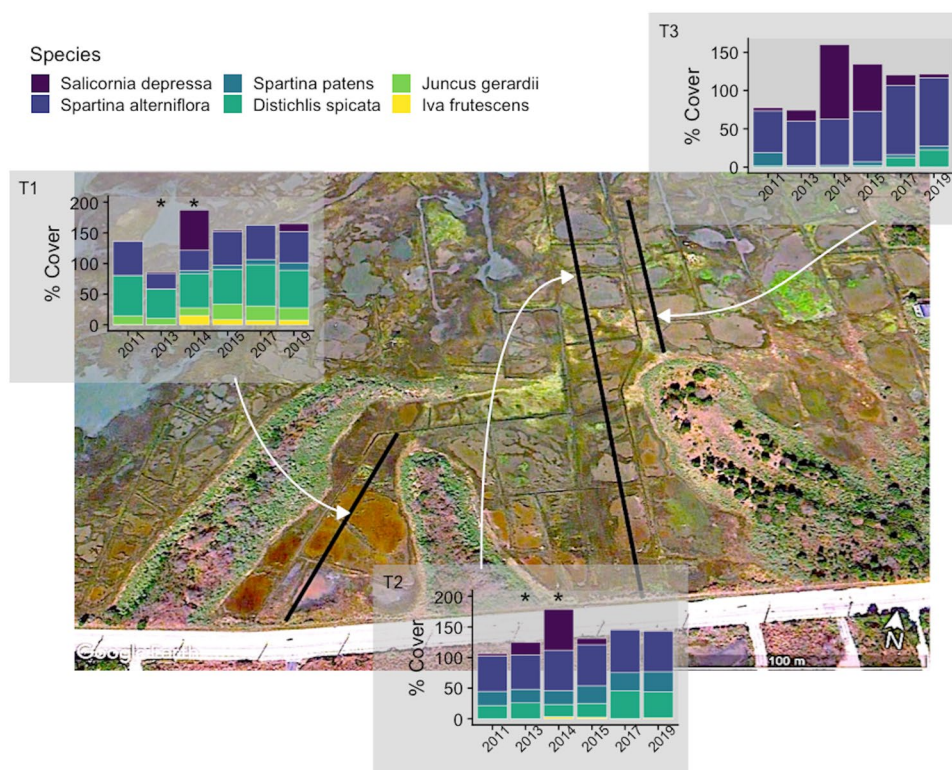 Species
Salicornia depressa
Spartina patens
Juncus gerardii
Spartina alterniflora
Distichlis spicata
Iva frutescens
T3
% Cover
150
100
50
0
2011 2013 2014 2015 2017 2019
T1
% Cover
200
150
100
50
0
* *
2011 2013 2014 2015 2017 2019
T2
% Cover
200
150
100
50
0
* *
2011 2013 2014 2015 2017 2019
Google Earth
100 m
N